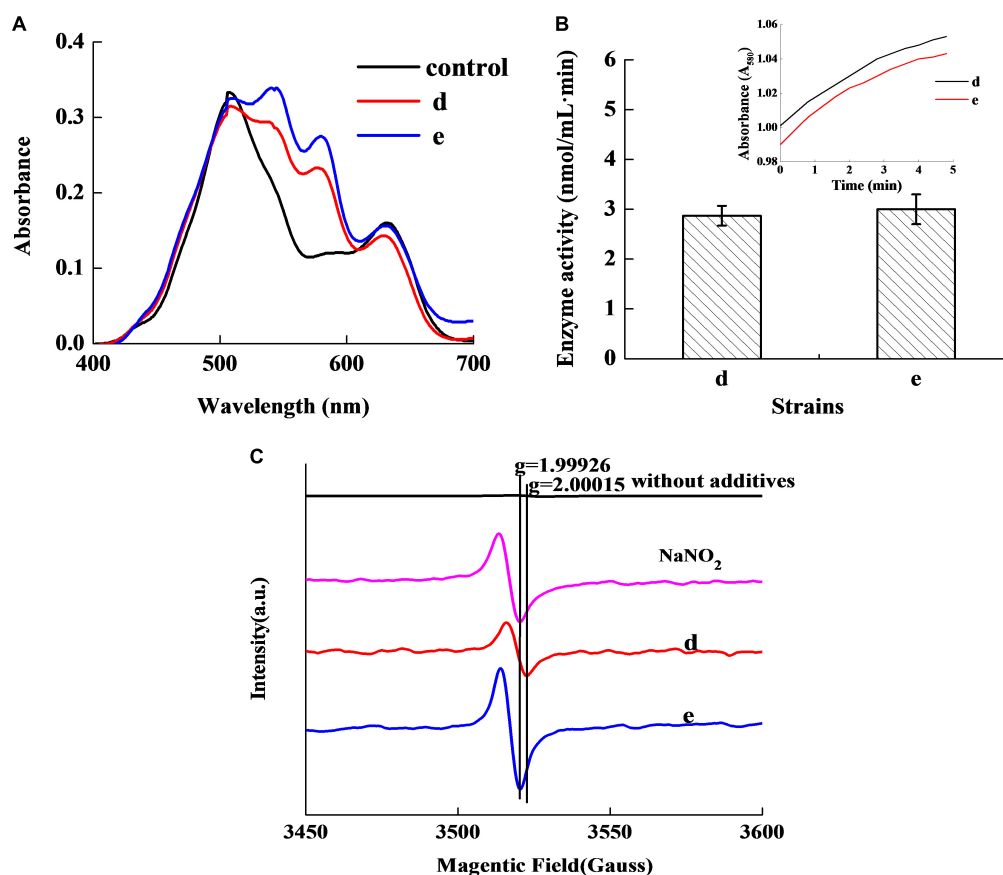 A
0.4
0.3
0.2
0.1
0.0
400
500
600
700
Absorbance
Wavelength (nm)
control
d
e
B
6
5
4
3
2
1
0
Enzyme activity (nmol/mL·min)
d
e
Strains
1.06
1.04
1.02
1.00
0.98
Absorbance (A580)
0
1
2
3
4
5
Time (min)
d
e
C
g=1.99926
g=2.00015 without additives
NaNO2
d
e
Intensity(a.u.)
3450
3500
3550
3600
Magentic Field(Gauss)